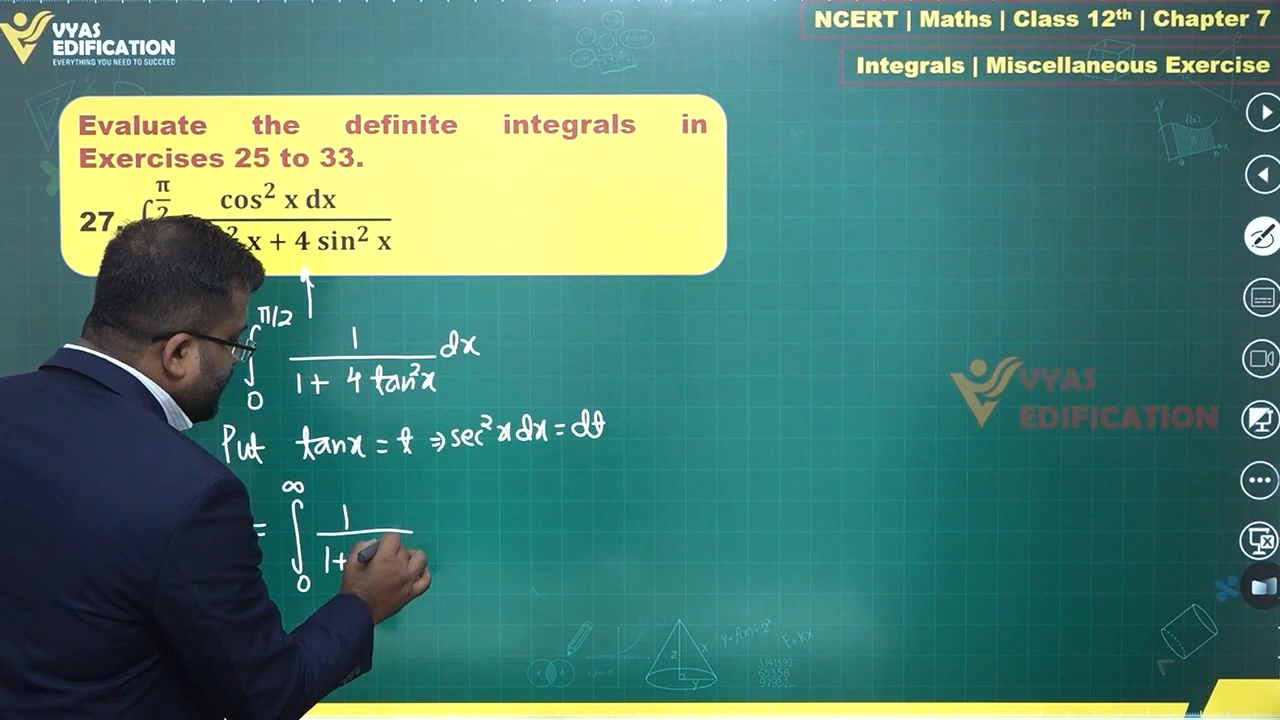 VYAS
EDIFICATION
EVERYTHING YOU NEED TO SUCCEED
NCERT | Maths | Class 12th | Chapter 7
Integrals | Miscellaneous Exercise
Evaluate the definite integrals in
Exercises 25 to 33.
27. ∫ π/2 cos² x dx
² x + 4 sin² x
∫₀^π/2 1/(1 + 4 tan²x) dx
Put tanx = t ⇒ sec²x dx = dt
= ∫₀^∞ 1/(1+
VYAS
EDIFICATION